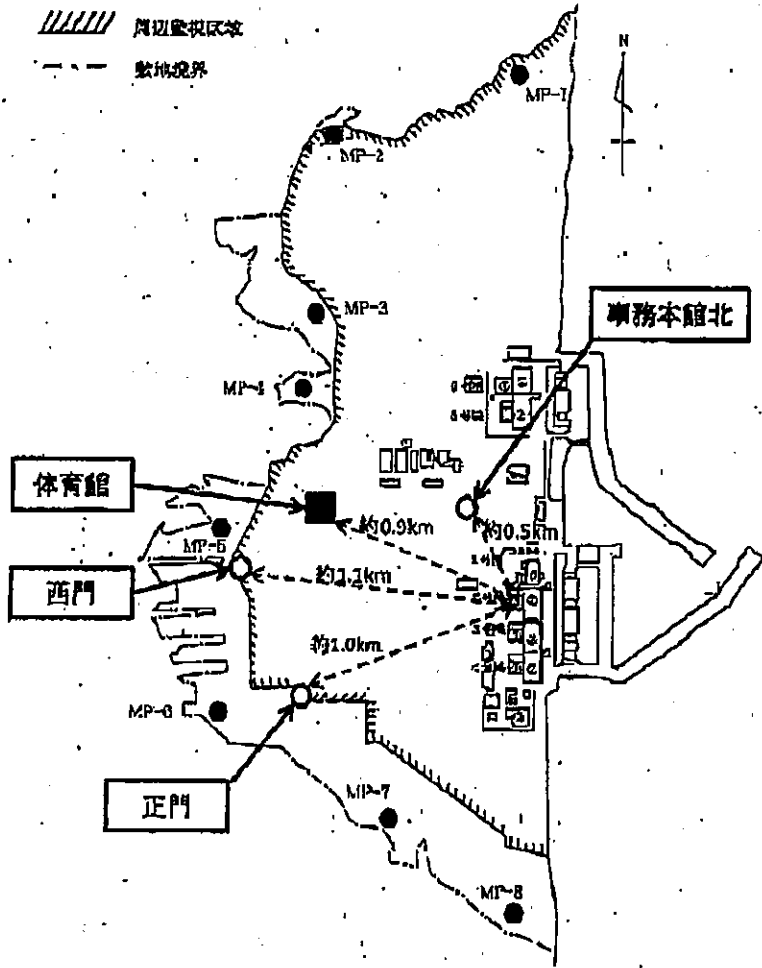 周辺監視区域
敷地境界
N
MP-1
MP-2
MP-3
事務本館北
MP-4
体育館
約0.9km
約0.5km
MP-5
西門
約1.1km
約1.0km
MP-6
正門
MP-7
MP-8